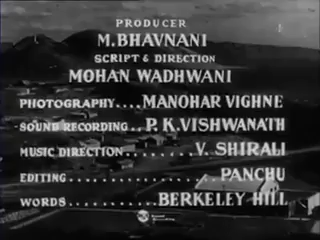 PRODUCER
M. BHAVNANI
SCRIPT & DIRECTION
MOHAN WADHWANI
PHOTOGRAPHY.... MANOHAR VIGHNE
SOUND RECORDING.. P. K. VISHWANATH
MUSIC DIRECTION........ V. SHIRALI
EDITING................ PANCHU
WORDS........ BERKELEY HILL